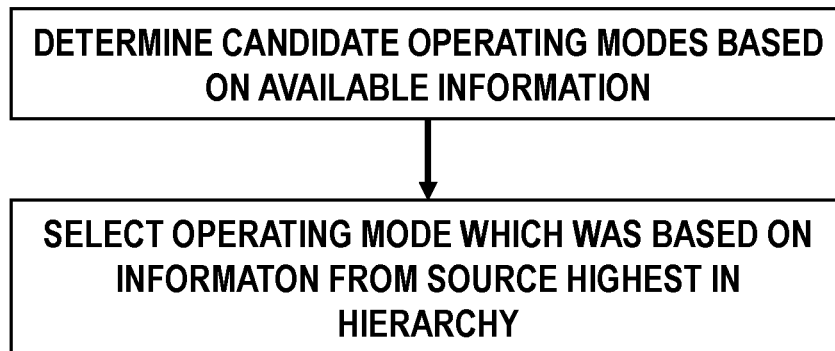 DETERMINE CANDIDATE OPERATING MODES BASED
ON AVAILABLE INFORMATION
SELECT OPERATING MODE WHICH WAS BASED ON
INFORMATON FROM SOURCE HIGHEST IN
HIERARCHY